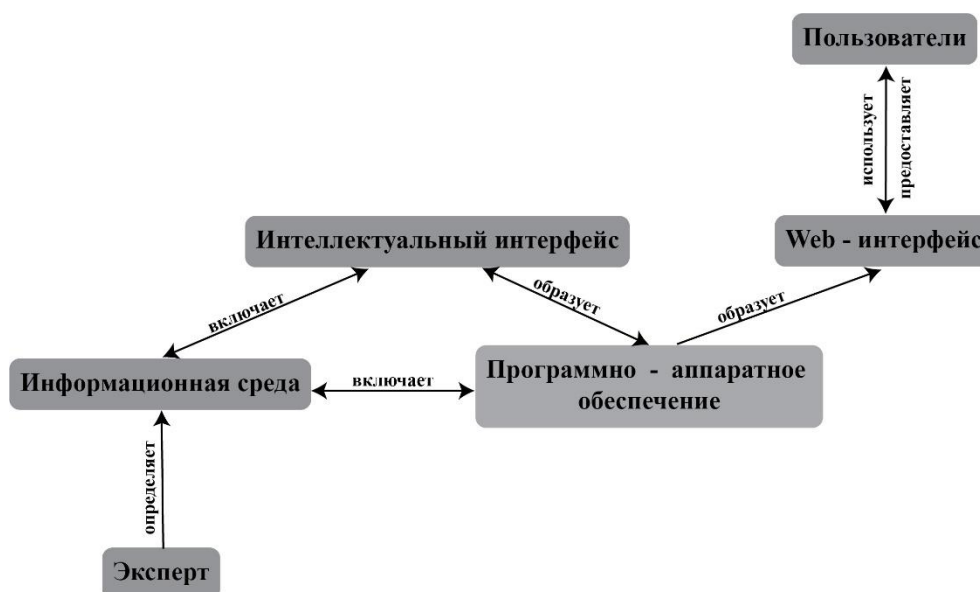 Пользователи
использует
предоставляет
Интеллектуальный интерфейс
Web - интерфейс
включает
образует
образует
Информационная среда
включает
Программно - аппаратное
обеспечение
определяет
Эксперт